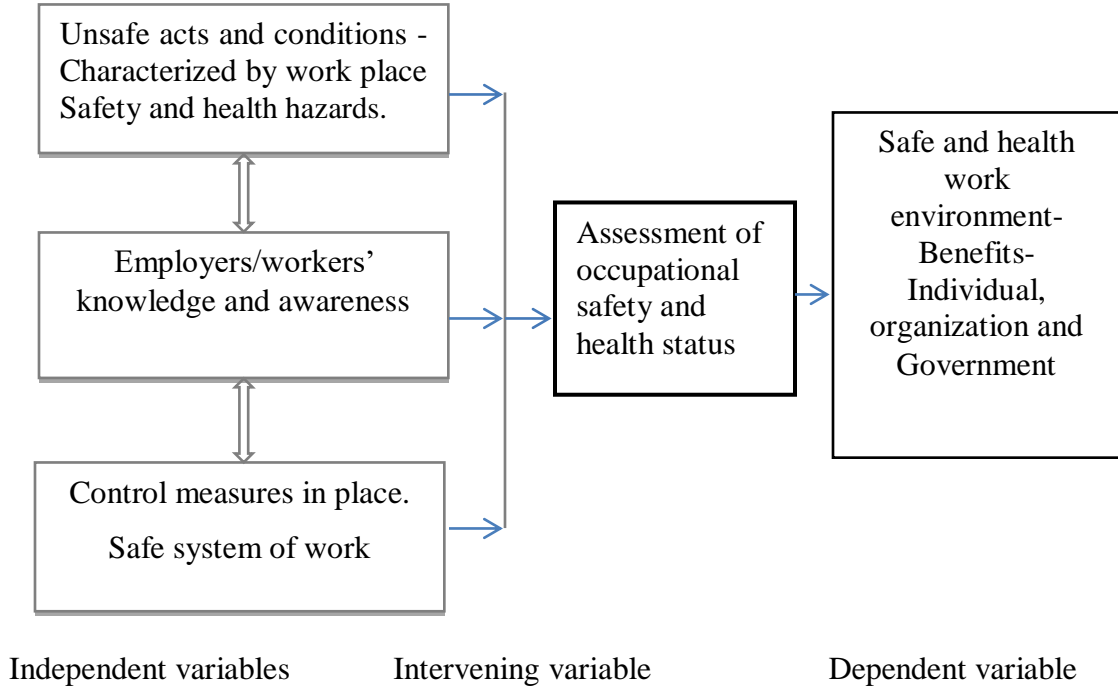 Unsafe acts and conditions -
Characterized by work place
Safety and health hazards.
Employers/workers’
knowledge and awareness
Control measures in place.
Safe system of work
Assessment of
occupational
safety and
health status
Safe and health
work
environment-
Benefits-
Individual,
organization and
Government
Independent variables
Intervening variable
Dependent variable